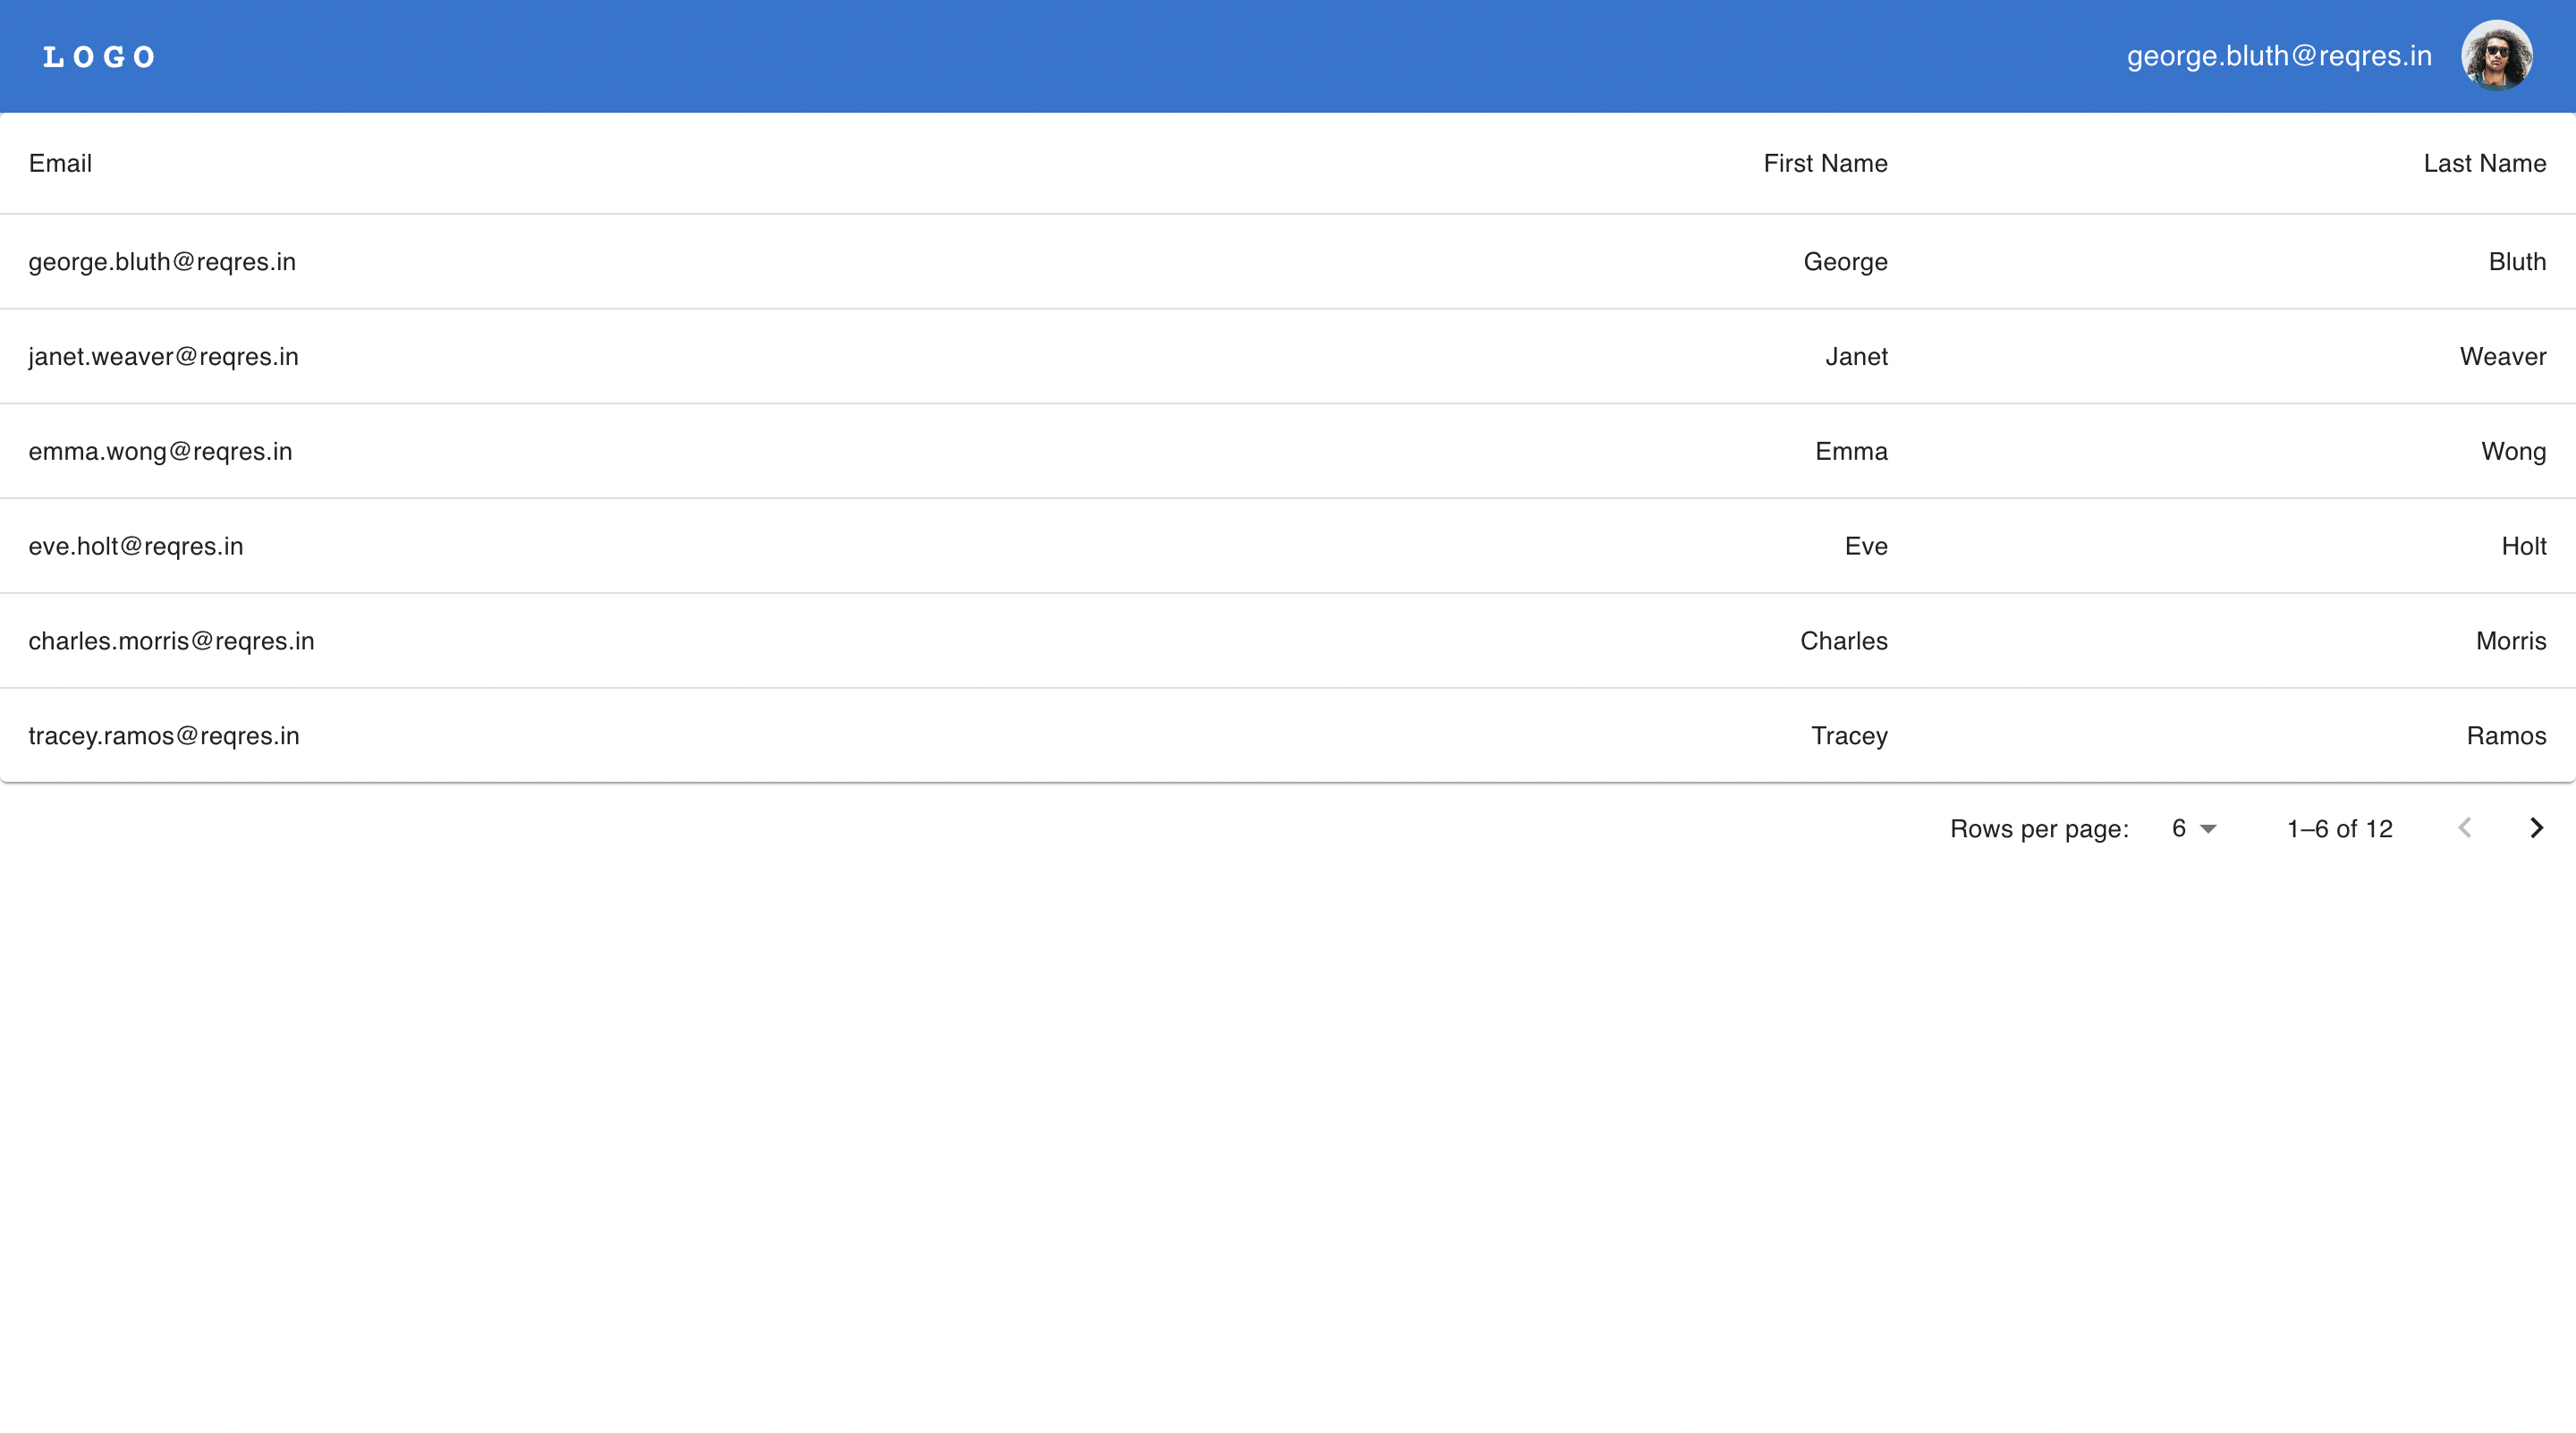 LOGO george.bluth@reqres.in
Email First Name Last Name
george.bluth@reqres.in George Bluth
janet.weaver@reqres.in Janet Weaver
emma.wong@reqres.in Emma Wong
eve.holt@reqres.in Eve Holt
charles.morris@reqres.in Charles Morris
tracey.ramos@reqres.in Tracey Ramos
Rows per page: 6 1–6 of 12